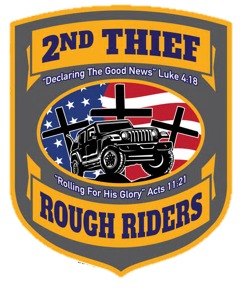 2ND THIEF
"Declaring The Good News" Luke 4:18
"Rolling For His Glory" Acts 11:21
ROUGH RIDERS